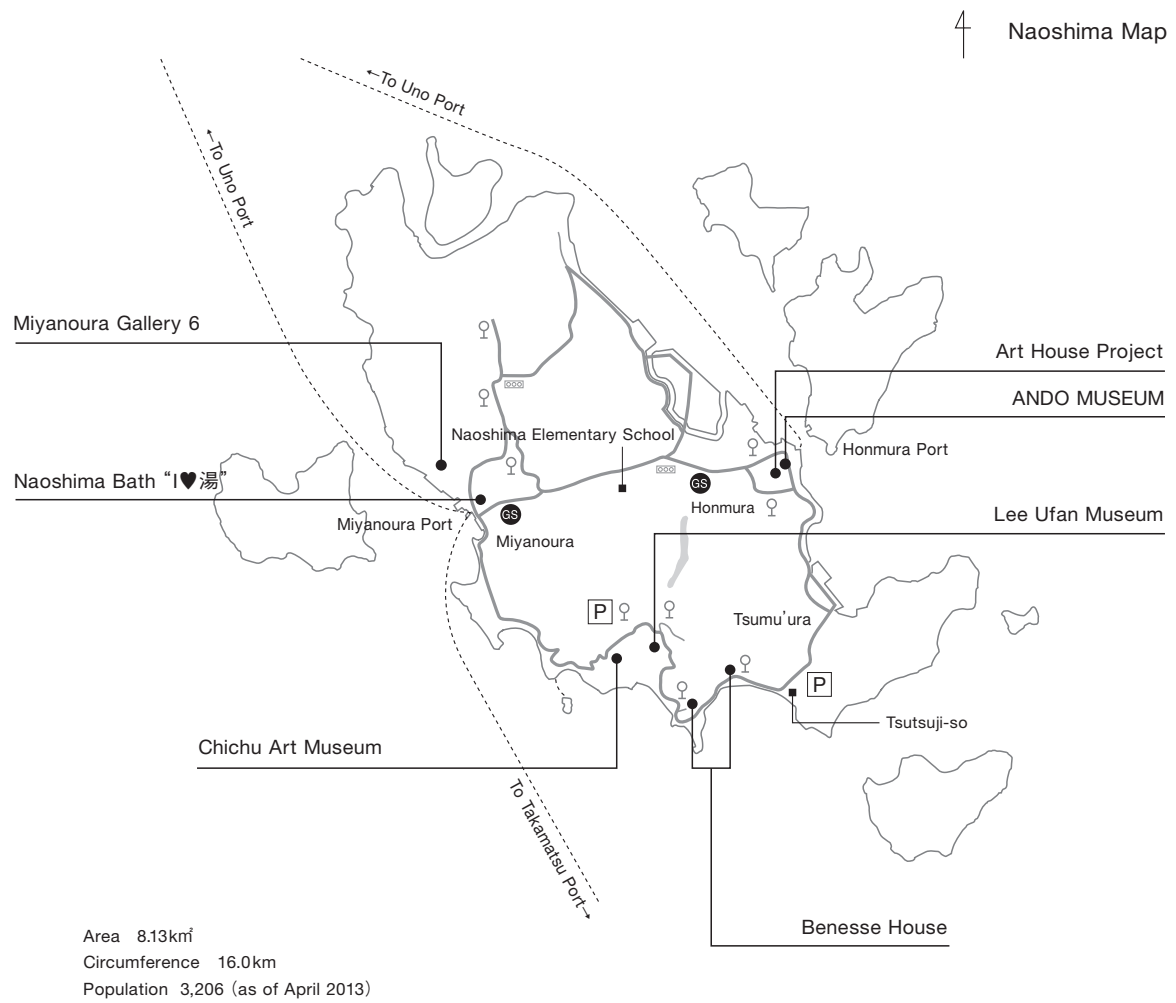 Naoshima Map
←To Uno Port
←To Uno Port
Miyanoura Gallery 6
Art House Project
ANDO MUSEUM
Naoshima Elementary School
Honmura Port
Naoshima Bath “I♥湯”
GS
Honmura
Miyanoura Port
GS
Miyanoura
Lee Ufan Museum
P
Tsumu’ura
P
Tsutsuji-so
Chichu Art Museum
To Takamatsu Port→
Benesse House
Area 8.13k㎡
Circumference 16.0km
Population 3,206 (as of April 2013)